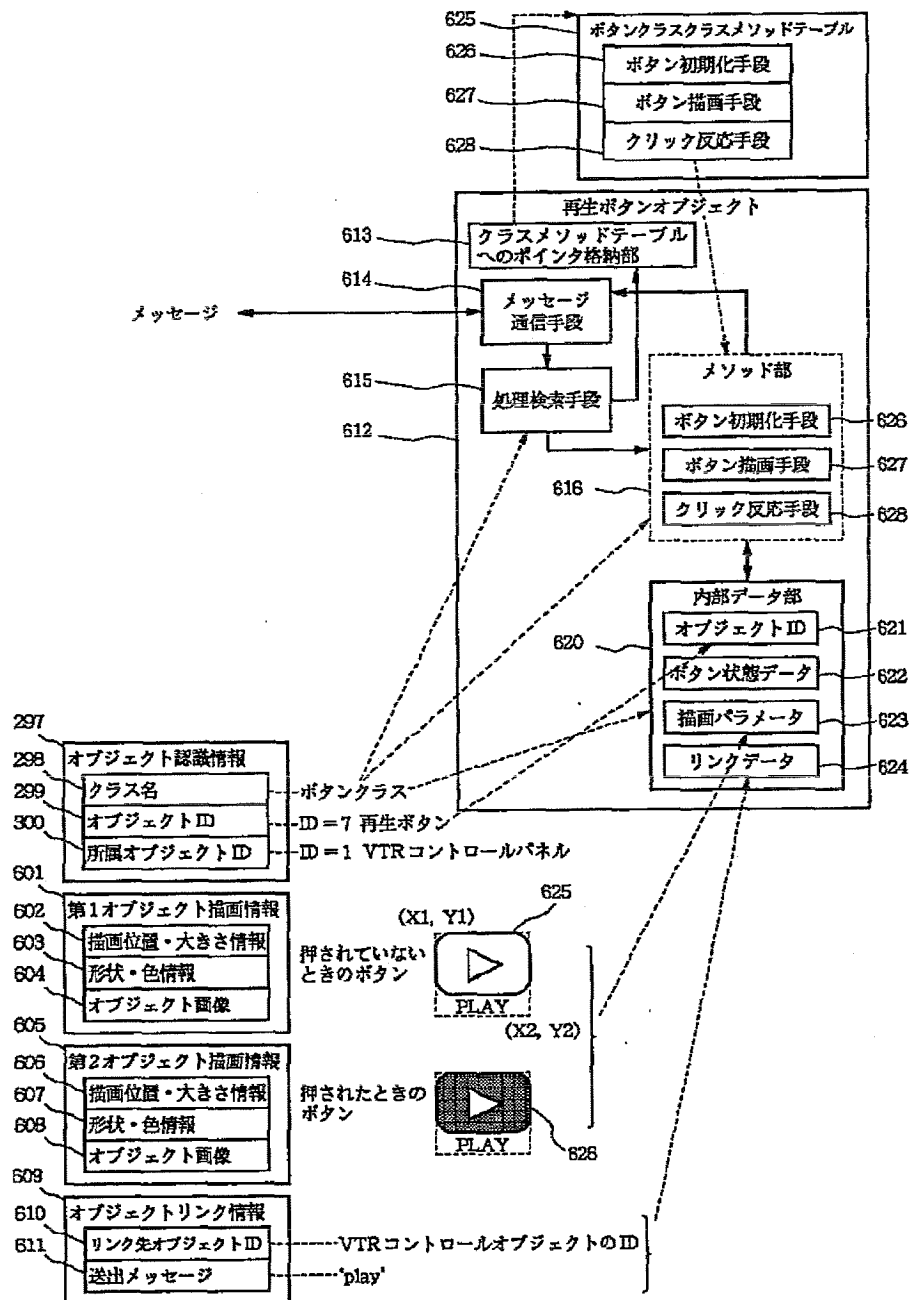 625
ボタンクラスクラスメソッドテーブル
626
ボタン初期化手段
627
ボタン描画手段
628
クリック反応手段
再生ボタンオブジェクト
613
クラスメソッドテーブル
へのポインタ格納部
614
メッセージ
メッセージ
通信手段
615
処理検索手段
612
メソッド部
ボタン初期化手段
626
ボタン描画手段
627
616
クリック反応手段
628
内部データ部
オブジェクトID
621
620
ボタン状態データ
622
描画パラメータ
623
リンクデータ
624
297
オブジェクト認識情報
298
クラス名
ボタンクラス
299
オブジェクトID
ID=7 再生ボタン
300
所属オブジェクトID
ID=1 VTRコントロールパネル
601
第1オブジェクト描画情報
602
描画位置・大きさ情報
603
形状・色情報
604
オブジェクト画像
押されていない
ときのボタン
(X1, Y1)
625
PLAY
(X2, Y2)
605
第2オブジェクト描画情報
606
描画位置・大きさ情報
607
形状・色情報
608
オブジェクト画像
押されたときの
ボタン
PLAY
626
609
オブジェクトリンク情報
610
リンク先オブジェクトID
VTRコントロールオブジェクトのID
611
送出メッセージ
'play'